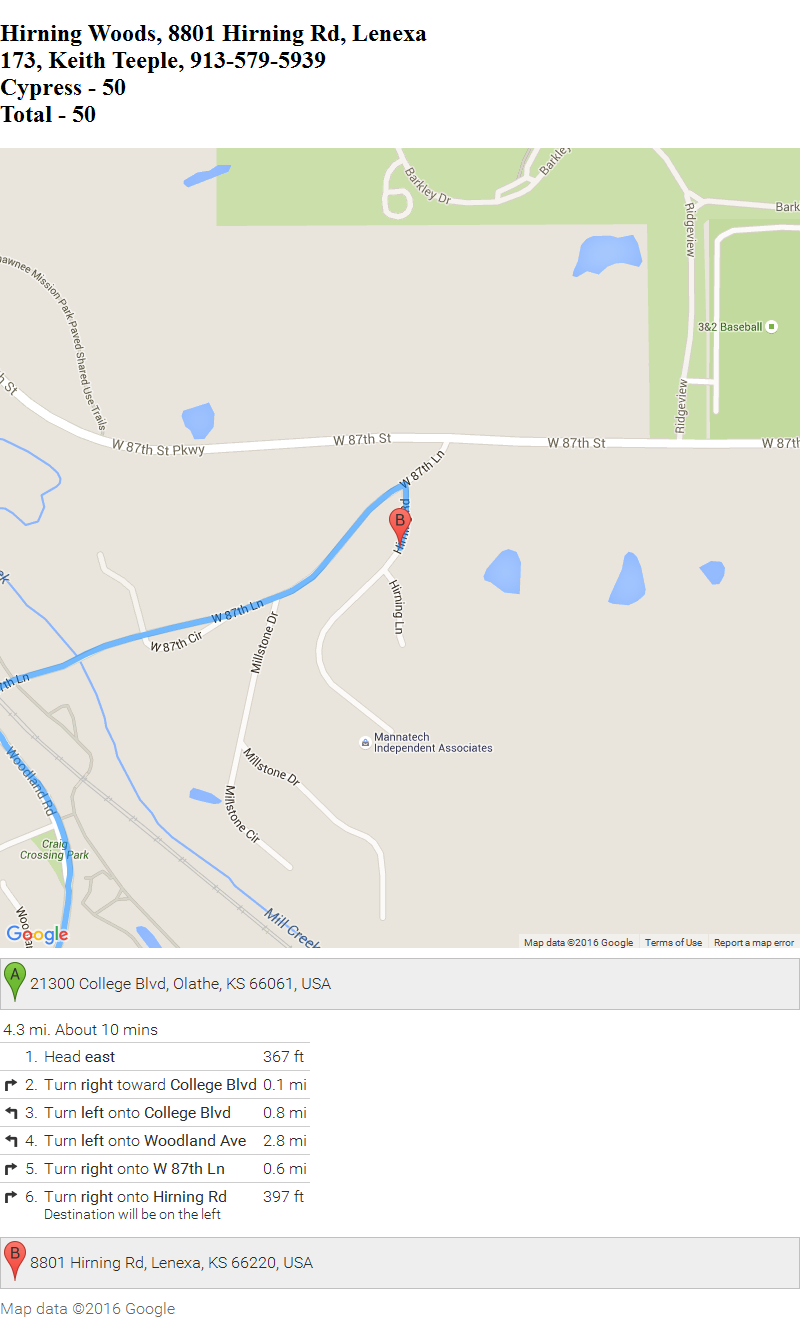 Hirning Woods, 8801 Hirning Rd, Lenexa
173, Keith Teeple, 913-579-5939
Cypress - 50
Total - 50
Barkley Dr
Barkley
Ridgeview
Bark
awnee Mission Park Paved Shared Use Trails
3&2 Baseball
Ridgeview
h St
W 87th St Pkwy
W 87th St
W 87th St
W 87th
W 87th Ln
Hirning Rd
B
Hirning Ln
ek
W 87th Ln
W 87th Cir
Millstone Dr
7th Ln
Mannatech
Independent Associates
Woodland Rd
Millstone Dr
Millstone Cir
Craig
Crossing Park
Mill Creek
Google
Map data ©2016 Google
Terms of Use
Report a map error
A
21300 College Blvd, Olathe, KS 66061, USA
4.3 mi. About 10 mins
1. Head east 367 ft
2. Turn right toward College Blvd 0.1 mi
3. Turn left onto College Blvd 0.8 mi
4. Turn left onto Woodland Ave 2.8 mi
5. Turn right onto W 87th Ln 0.6 mi
6. Turn right onto Hirning Rd 397 ft
Destination will be on the left
B
8801 Hirning Rd, Lenexa, KS 66220, USA
Map data ©2016 Google